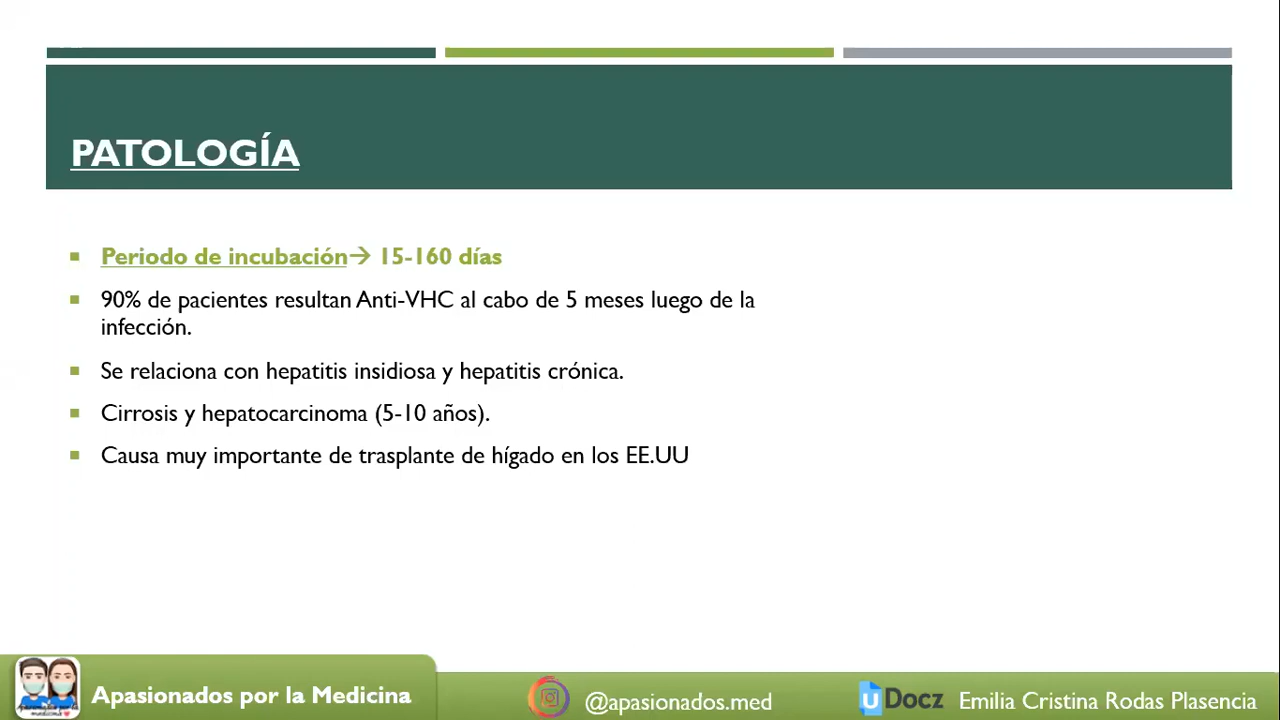 PATOLOGÍA
Periodo de incubación→ 15-160 días
90% de pacientes resultan Anti-VHC al cabo de 5 meses luego de la
infección.
Se relaciona con hepatitis insidiosa y hepatitis crónica.
Cirrosis y hepatocarcinoma (5-10 años).
Causa muy importante de trasplante de hígado en los EE.UU
Apasionados por la Medicina
@apasionados.med
uDocz
Emilia Cristina Rodas Plasencia